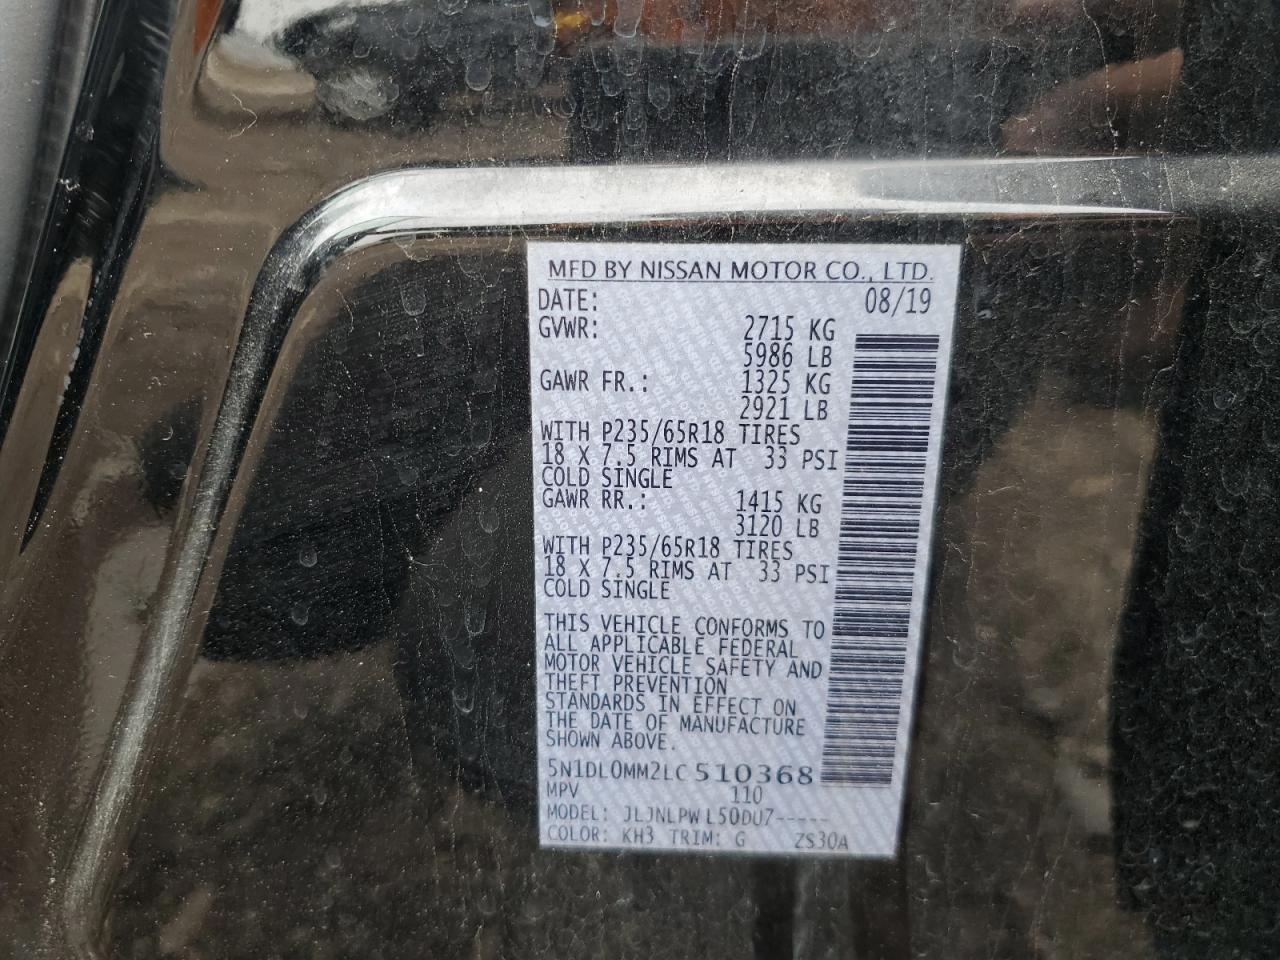 MFD BY NISSAN MOTOR CO., LTD.
DATE: 08/19
GVWR: 2715 KG
5986 LB
GAWR FR.: 1325 KG
2921 LB
WITH P235/65R18 TIRES
18 X 7.5 RIMS AT 33 PSI
COLD SINGLE
GAWR RR.: 1415 KG
3120 LB
WITH P235/65R18 TIRES
18 X 7.5 RIMS AT 33 PSI
COLD SINGLE
THIS VEHICLE CONFORMS TO
ALL APPLICABLE FEDERAL
MOTOR VEHICLE SAFETY AND
THEFT PREVENTION
STANDARDS IN EFFECT ON
THE DATE OF MANUFACTURE
SHOWN ABOVE.
5N1DL0MM2LC 510368
MPV 110
MODEL: JLJNLPW L50DU7-----
COLOR: KH3 TRIM: G ZS30A